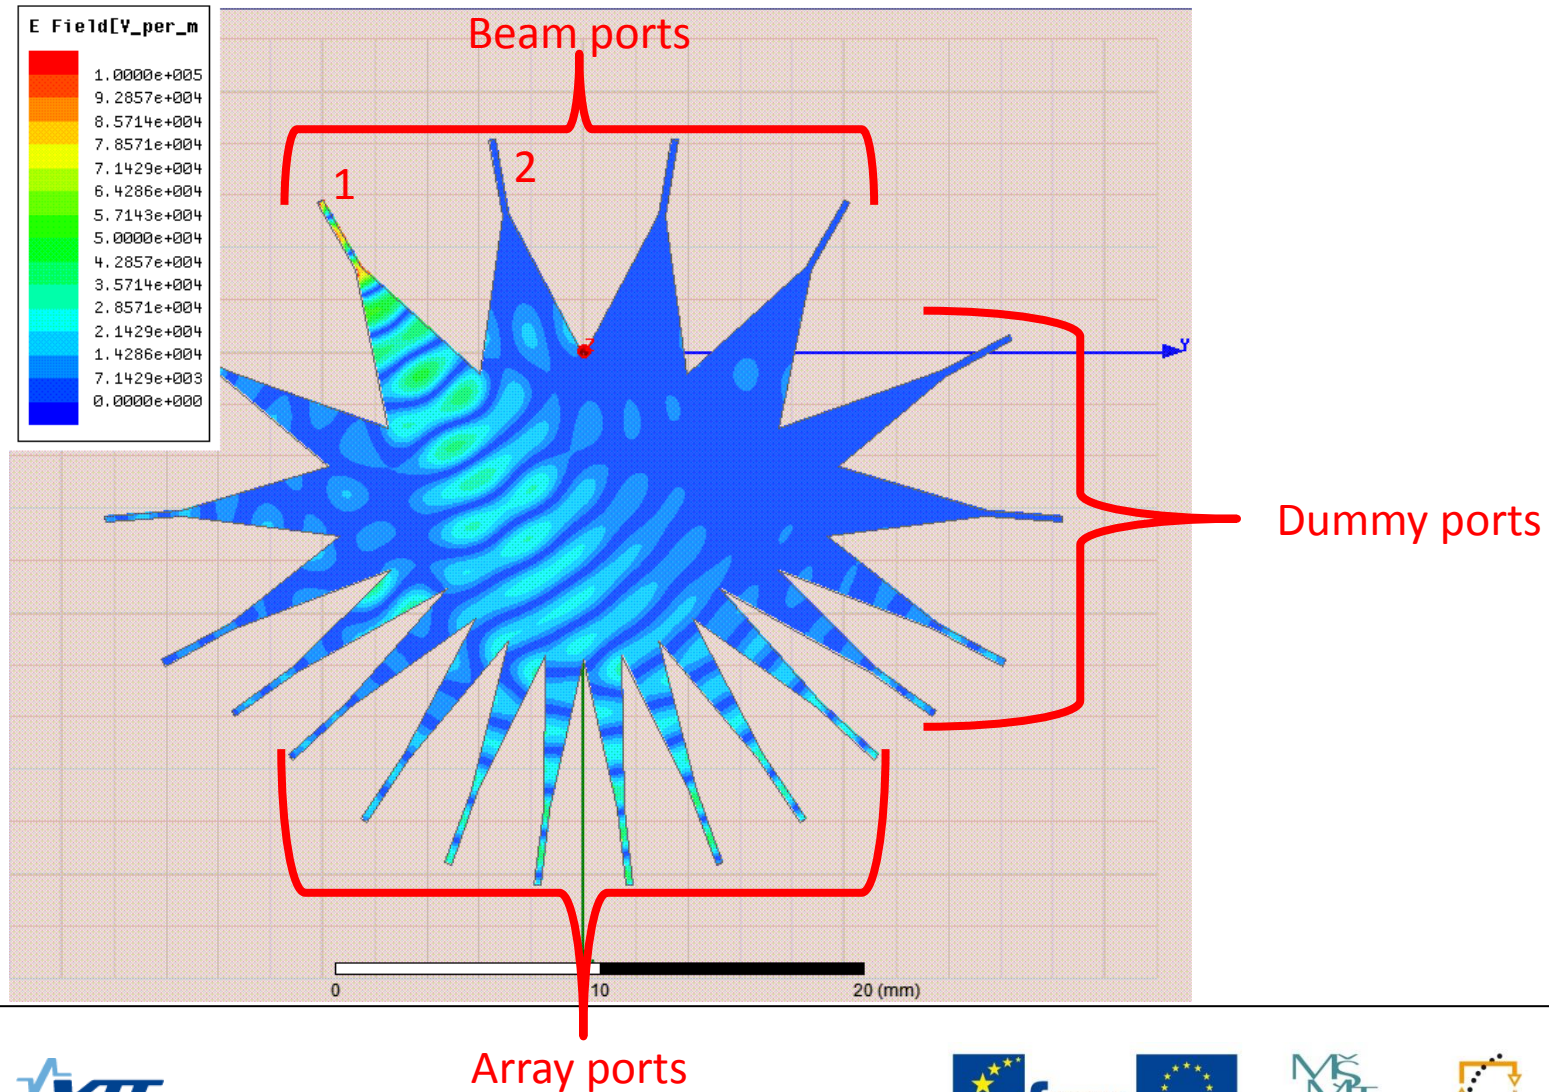 E Field[V_per_m
1.0000e+005
9.2857e+004
8.5714e+004
7.8571e+004
7.1429e+004
6.4286e+004
5.7143e+004
5.0000e+004
4.2857e+004
3.5714e+004
2.8571e+004
2.1429e+004
1.4286e+004
7.1429e+003
0.0000e+000
Beam ports
1
2
Y
Dummy ports
0
10
20 (mm)
Array ports